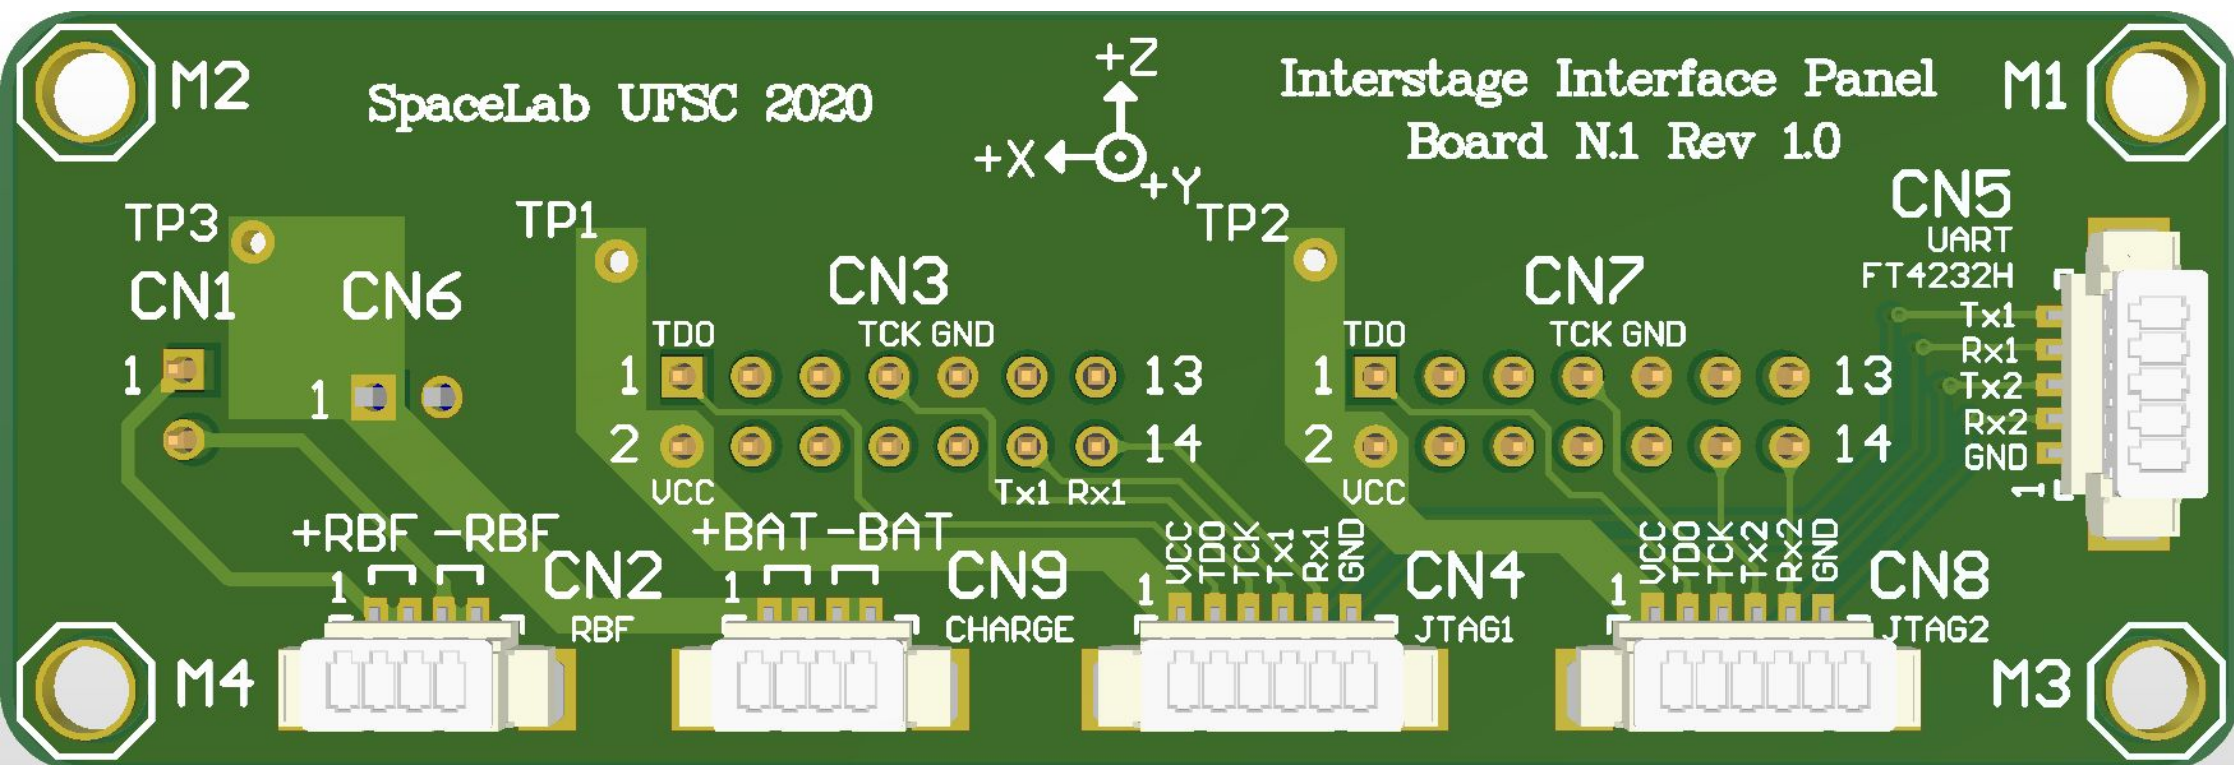 M2
SpaceLab UFSC 2020
+Z
+X
+Y
Interstage Interface Panel
Board N.1 Rev 1.0
M1
TP3
TP1
TP2
CN5
UART
FT4232H
Tx1
Rx1
Tx2
Rx2
GND
1
CN1
1
CN6
1
CN3
TDO TCK GND
1 13
2 14
VCC Tx1 Rx1
CN7
TDO TCK GND
1 13
2 14
VCC
+RBF -RBF
1
CN2
RBF
+BAT -BAT
1
CN9
CHARGE
VCC
TDO
TCK
Tx1
Rx1
GND
1
CN4
JTAG1
VCC
TDO
TCK
Tx2
Rx2
GND
1
CN8
JTAG2
M4
M3